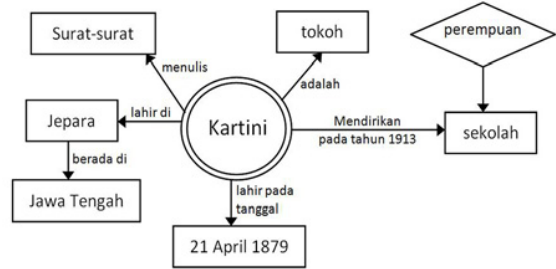 Surat-surat
tokoh
perempuan
menulis
adalah
Jepara
lahir di
Kartini
Mendirikan
pada tahun 1913
sekolah
berada di
Jawa Tengah
lahir pada
tanggal
21 April 1879